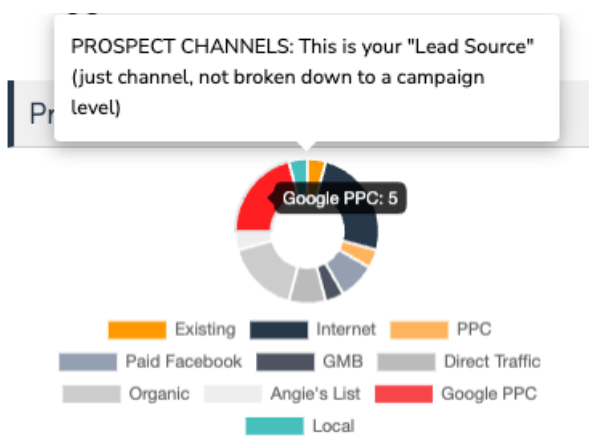 PROSPECT CHANNELS: This is your "Lead Source"
(just channel, not broken down to a campaign
level)
Pr
Google PPC: 5
Existing Internet PPC
Paid Facebook GMB Direct Traffic
Organic Angie's List Google PPC
Local